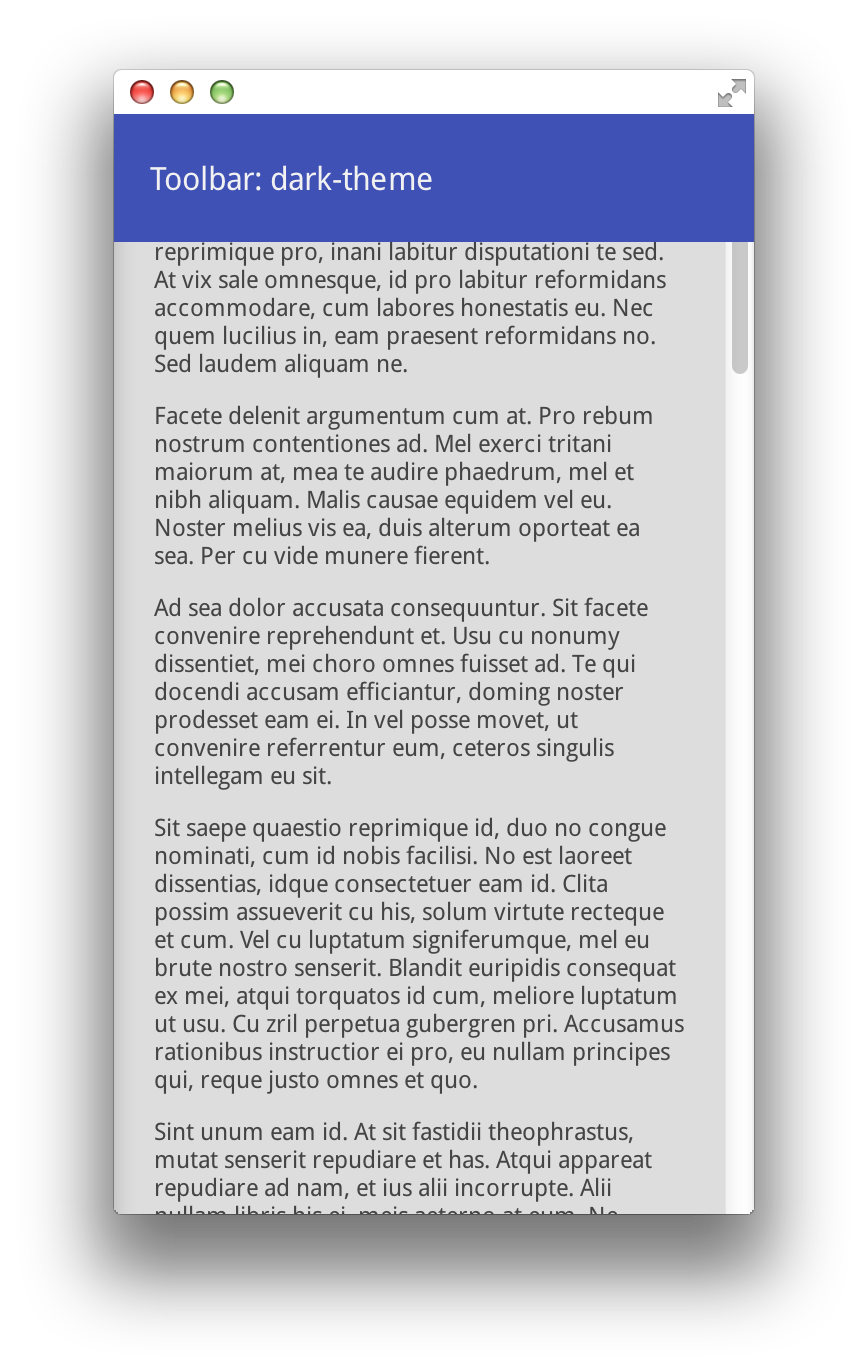 Toolbar: dark-theme
reprimique pro, inani labitur disputationi te sed.
At vix sale omnesque, id pro labitur reformidans
accommodare, cum labores honestatis eu. Nec
quem lucilius in, eam praesent reformidans no.
Sed laudem aliquam ne.
Facete delenit argumentum cum at. Pro rebum
nostrum contentiones ad. Mel exerci tritani
maiorum at, mea te audire phaedrum, mel et
nibh aliquam. Malis causae equidem vel eu.
Noster melius vis ea, duis alterum oporteat ea
sea. Per cu vide munere fierent.
Ad sea dolor accusata consequuntur. Sit facete
convenire reprehendunt et. Usu cu nonumy
dissentiet, mei choro omnes fuisset ad. Te qui
docendi accusam efficiantur, doming noster
prodesset eam ei. In vel posse movet, ut
convenire referrentur eum, ceteros singulis
intellegam eu sit.
Sit saepe quaestio reprimique id, duo no congue
nominati, cum id nobis facilisi. No est laoreet
dissentias, idque consectetuer eam id. Clita
possim assueverit cu his, solum virtute recteque
et cum. Vel cu luptatum signiferumque, mel eu
brute nostro senserit. Blandit euripidis consequat
ex mei, atqui torquatos id cum, meliore luptatum
ut usu. Cu zril perpetua gubergren pri. Accusamus
rationibus instructior ei pro, eu nullam principes
qui, reque justo omnes et quo.
Sint unum eam id. At sit fastidii theophrastus,
mutat senserit repudiare et has. Atqui appareat
repudiare ad nam, et ius alii incorrupte. Alii